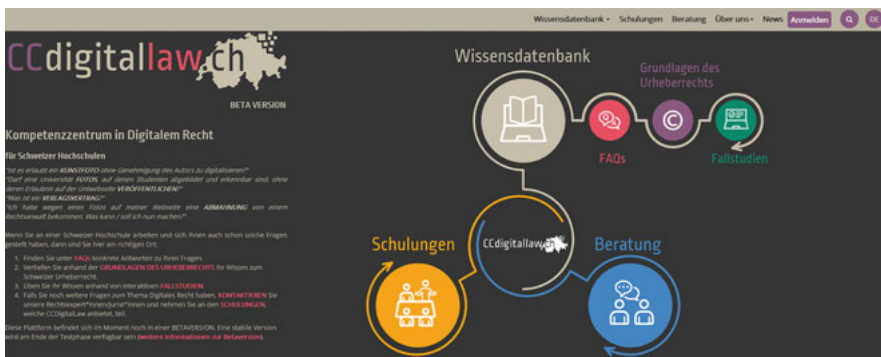 Wissensdatenbank Schulungen Beratung Über uns News Anmelden DE
CCdigitallaw.ch
BETA VERSION
Kompetenzzentrum in Digitalem Recht
für Schweizer Hochschulen
"Ist es erlaubt ein KUNSTFOTO ohne Genehmigung des Autors zu digitalisieren?"
"Darf eine Universität FOTOS, auf denen Studenten abgebildet und erkennbar sind, ohne
deren Erlaubnis auf der Uniwebseite VERÖFFENTLICHEN?"
"Was ist ein VERLAGSVERTRAG?"
"Ich habe wegen eines Fotos auf meiner Webseite eine ABMAHNUNG von einem
Rechtsanwalt bekommen. Was kann / soll ich nun machen?"
Wenn Sie an einer Schweizer Hochschule arbeiten und sich Ihnen auch schon solche Fragen
gestellt haben, dann sind Sie hier am richtigen Ort:
1. Finden Sie unter FAQs konkrete Antworten zu Ihren Fragen.
2. Vertiefen Sie anhand der GRUNDLAGEN DES URHEBERRECHTS Ihr Wissen zum
Schweizer Urheberrecht.
3. Üben Sie Ihr Wissen anhand von interaktiven FALLSTUDIEN.
4. Falls Sie noch weitere Fragen zum Thema Digitales Recht haben, KONTAKTIEREN Sie
unsere Rechtsexpert*innen/Jurist*innen und nehmen Sie an den SCHULUNGEN,
welche CCDigitalLaw anbietet, teil.
Diese Plattform befindet sich im Moment noch in einer BETAVERSION. Eine stabile Version
wird am Ende der Testphase verfügbar sein (weitere Informationen zur Betaversion).
Wissensdatenbank
Grundlagen des
Urheberrechts
©
FAQs
Fallstudien
Schulungen
CCdigitallaw.ch
Beratung